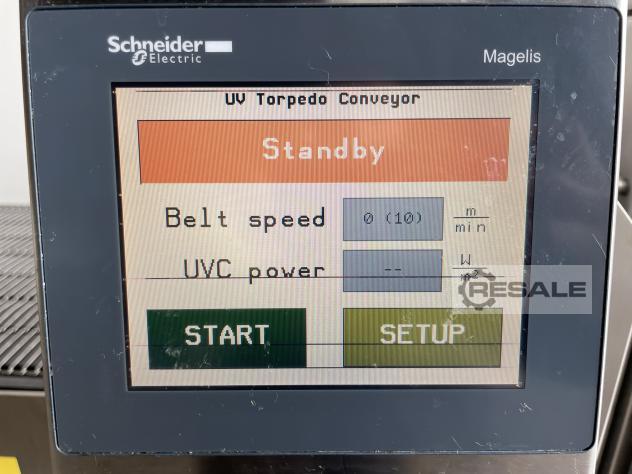 Schneider
Electric
Magelis
UV Torpedo Conveyor
Standby
Belt speed 0 (10) m/min
UVC power -- W/m²
RESALE
START SETUP